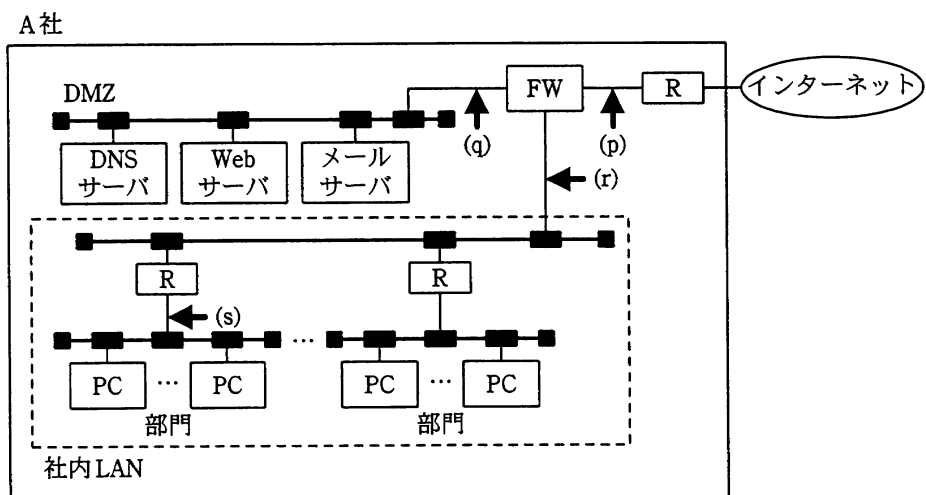 A社
インターネット
FW
R
DMZ
(q)
(p)
DNS
サーバ
Web
サーバ
メール
サーバ
(r)
R
R
(s)
…
PC
…
PC
PC
…
PC
部門
部門
社内LAN